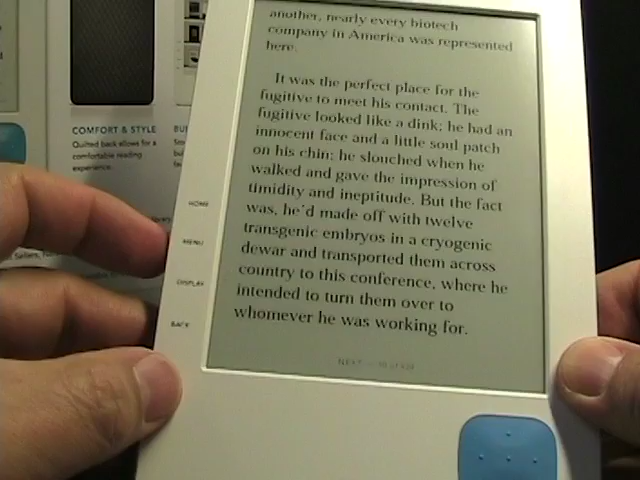 another, nearly every biotech
company in America was represented
here.
It was the perfect place for the
fugitive to meet his contact. The
fugitive looked like a dink; he had an
innocent face and a little soul patch
on his chin; he slouched when he
walked and gave the impression of
timidity and ineptitude. But the fact
was, he'd made off with twelve
transgenic embryos in a cryogenic
dewar and transported them across
country to this conference, where he
intended to turn them over to
whomever he was working for.
NEXT
HOME
MENU
DISPLAY
BACK
COMFORT & STYLE
Quilted back allows for a
comfortable reading
experience.